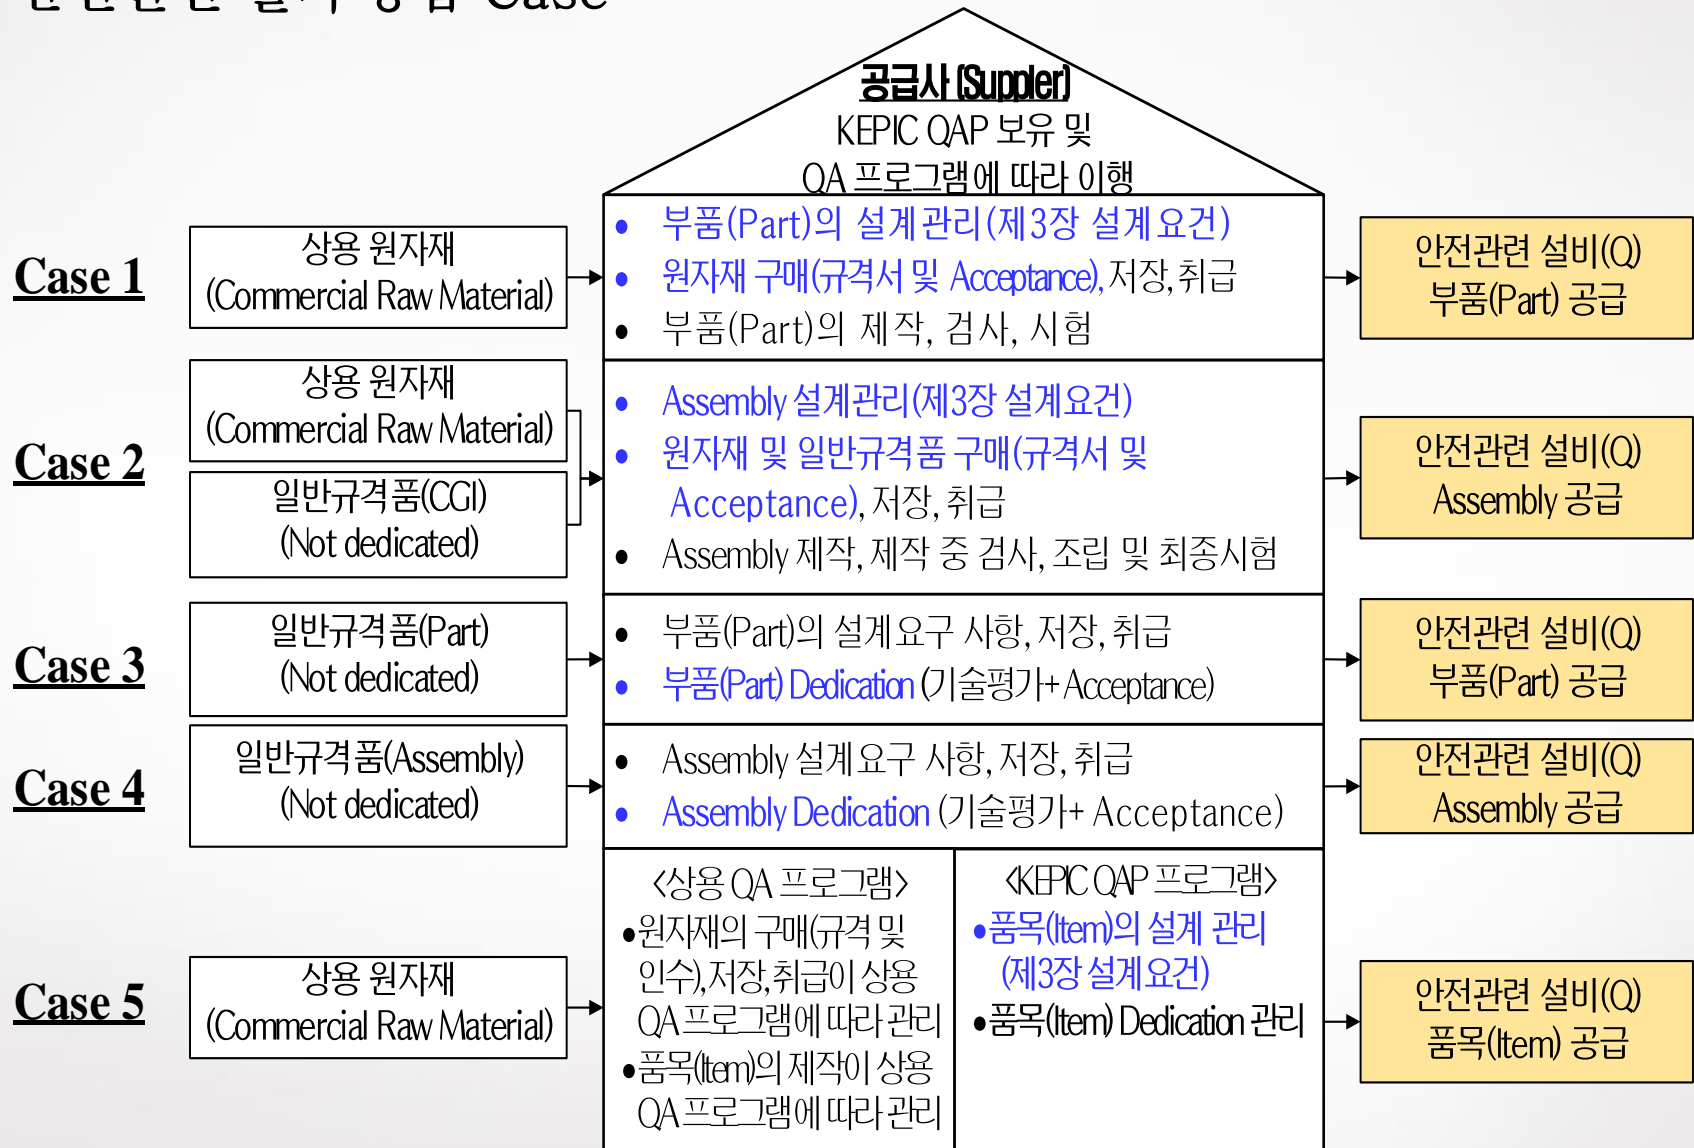 Case
공급사 (Suppler)
KEPIC QAP 보유 및
QA 프로그램에 따라 이행
Case 1
상용 원자재
(Commercial Raw Material)
• 부품(Part)의 설계관리(제3장 설계요건)
• 원자재 구매(규격서 및 Acceptance), 저장, 취급
• 부품(Part)의 제작, 검사, 시험
안전관련 설비(Q)
부품(Part) 공급
Case 2
상용 원자재
(Commercial Raw Material)
일반규격품(CGI)
(Not dedicated)
• Assembly 설계관리(제3장 설계요건)
• 원자재 및 일반규격품 구매(규격서 및
Acceptance), 저장, 취급
• Assembly 제작, 제작 중 검사, 조립 및 최종시험
안전관련 설비(Q)
Assembly 공급
Case 3
일반규격품(Part)
(Not dedicated)
• 부품(Part)의 설계요구 사항, 저장, 취급
• 부품(Part) Dedication (기술평가+ Acceptance)
안전관련 설비(Q)
부품(Part) 공급
Case 4
일반규격품(Assembly)
(Not dedicated)
• Assembly 설계요구 사항, 저장, 취급
• Assembly Dedication (기술평가+ Acceptance)
안전관련 설비(Q)
Assembly 공급
Case 5
상용 원자재
(Commercial Raw Material)
<상용 QA 프로그램>
•원자재의 구매(규격 및
인수), 저장, 취급이 상용
QA 프로그램에 따라 관리
•품목(Item)의 제작이 상용
QA 프로그램에 따라 관리
<KEPIC QAP 프로그램>
•품목(Item)의 설계 관리
(제3장 설계요건)
•품목(Item) Dedication 관리
안전관련 설비(Q)
품목(Item) 공급